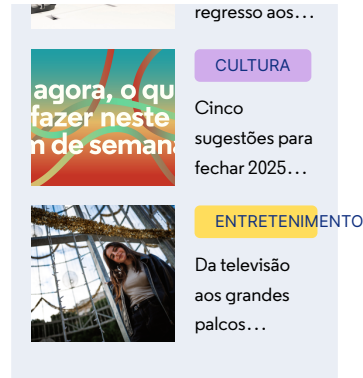 regresso aos...
CULTURA
agora, o qu
fazer neste
m de seman
Cinco
sugestões para
fechar 2025...
ENTRETENIMENTO
Da televisão
aos grandes
palcos...